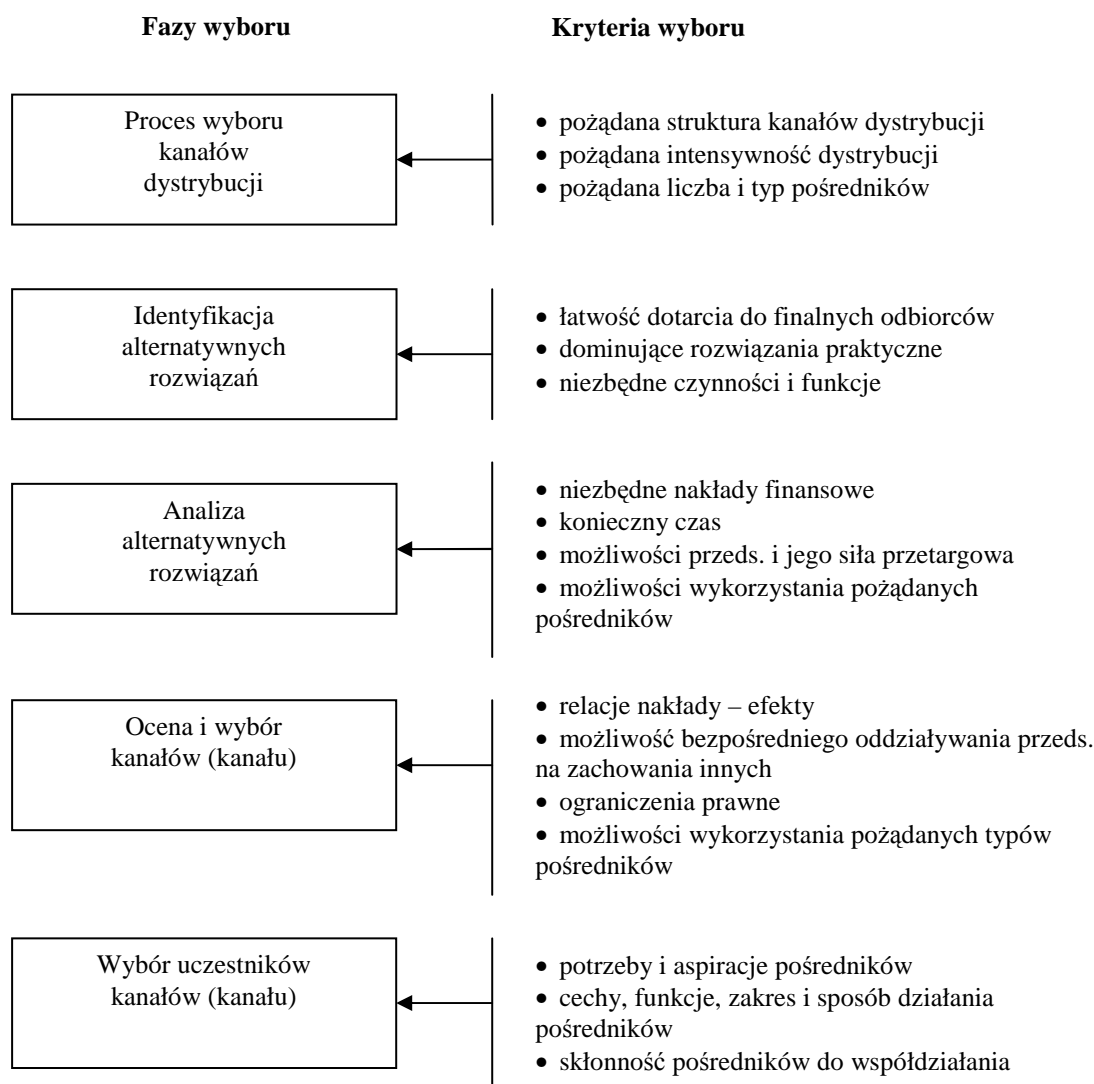 Fazy wyboru
Kryteria wyboru
Proces wyboru
kanałów
dystrybucji
• pożądana struktura kanałów dystrybucji
• pożądana intensywność dystrybucji
• pożądana liczba i typ pośredników
Identyfikacja
alternatywnych
rozwiązań
• łatwość dotarcia do finalnych odbiorców
• dominujące rozwiązania praktyczne
• niezbędne czynności i funkcje
Analiza
alternatywnych
rozwiązań
• niezbędne nakłady finansowe
• konieczny czas
• możliwości przeds. i jego siła przetargowa
• możliwości wykorzystania pożądanych
pośredników
Ocena i wybór
kanałów (kanału)
• relacje nakłady – efekty
• możliwość bezpośredniego oddziaływania przeds.
na zachowania innych
• ograniczenia prawne
• możliwości wykorzystania pożądanych typów
pośredników
Wybór uczestników
kanałów (kanału)
• potrzeby i aspiracje pośredników
• cechy, funkcje, zakres i sposób działania
pośredników
• skłonność pośredników do współdziałania